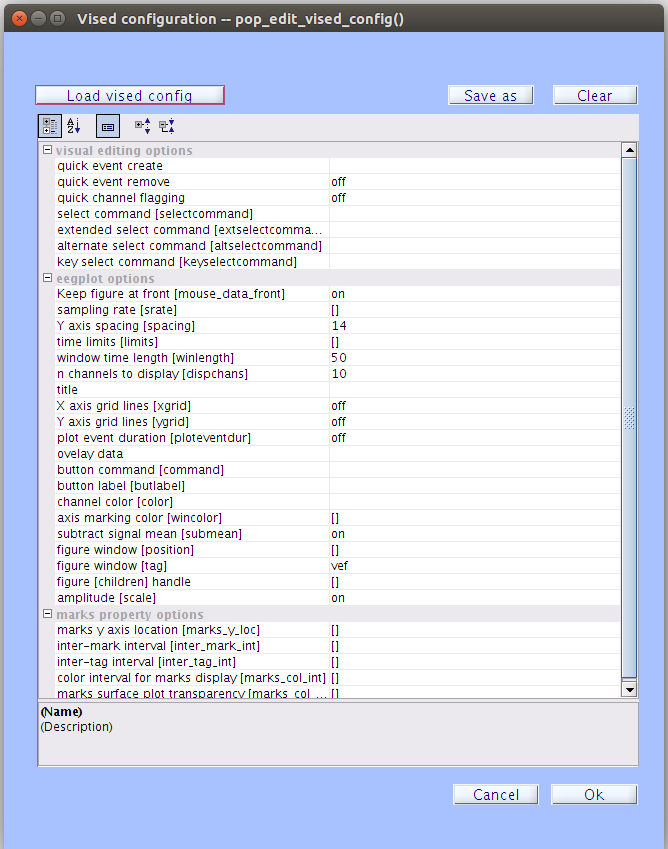 Vised configuration -- pop_edit_vised_config()
Load vised config Save as Clear
visual editing options
quick event create
quick event remove off
quick channel flagging off
select command [selectcommand]
extended select command [extselectcomma...
alternate select command [altselectcommand]
key select command [keyselectcommand]
eegplot options
Keep figure at front [mouse_data_front] on
sampling rate [srate] []
Y axis spacing [spacing] 14
time limits [limits] []
window time length [winlength] 50
n channels to display [dispchans] 10
title
X axis grid lines [xgrid] off
Y axis grid lines [ygrid] off
plot event duration [ploteventdur] off
ovelay data
button command [command]
button label [butlabel]
channel color [color]
axis marking color [wincolor] []
subtract signal mean [submean] on
figure window [position] []
figure window [tag] vef
figure [children] handle []
amplitude [scale] on
marks property options
marks y axis location [marks_y_loc] []
inter-mark interval [inter_mark_int] []
inter-tag interval [inter_tag_int] []
color interval for marks display [marks_col_int] []
marks surface plot transparency [marks_col_... []
(Name)
(Description)
Cancel Ok